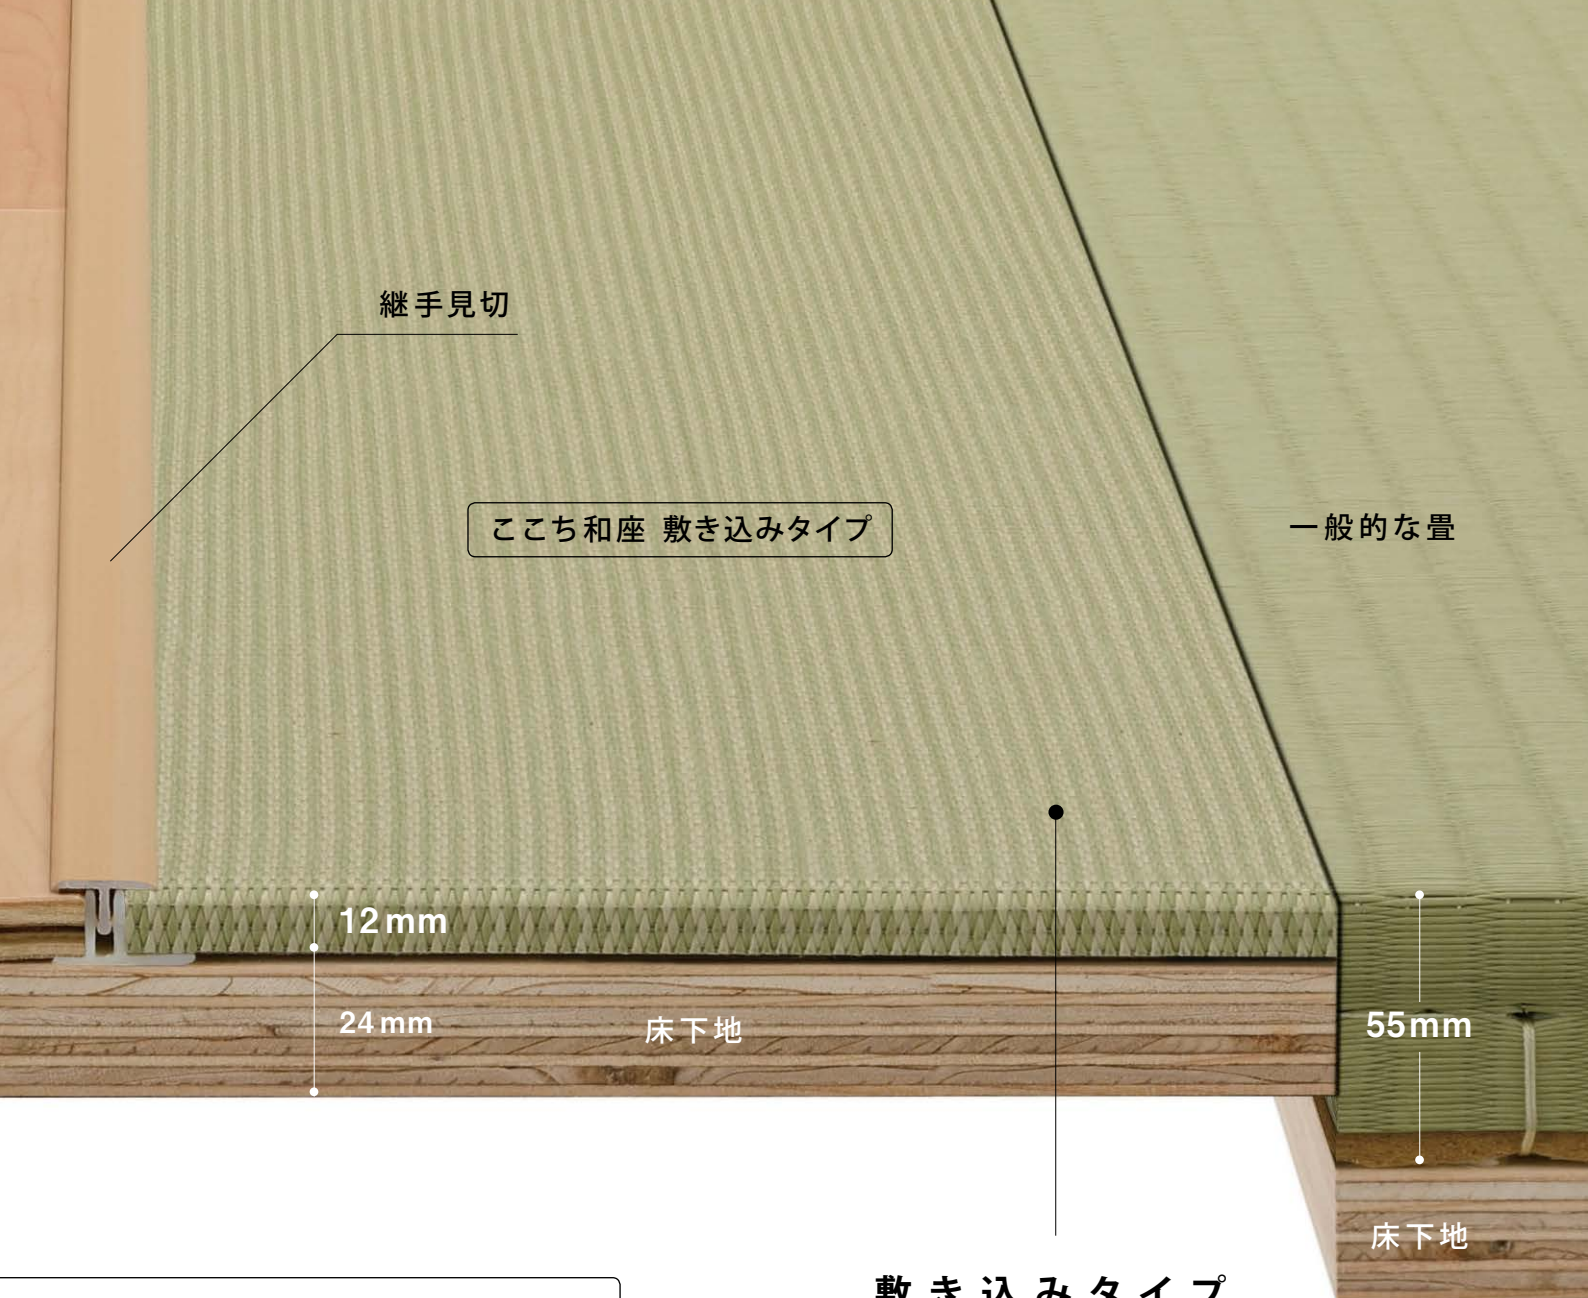 継手見切
ここち和座 敷き込みタイプ
一般的な畳
12mm
24mm
床下地
55mm
床下地
敷き込みタイプ